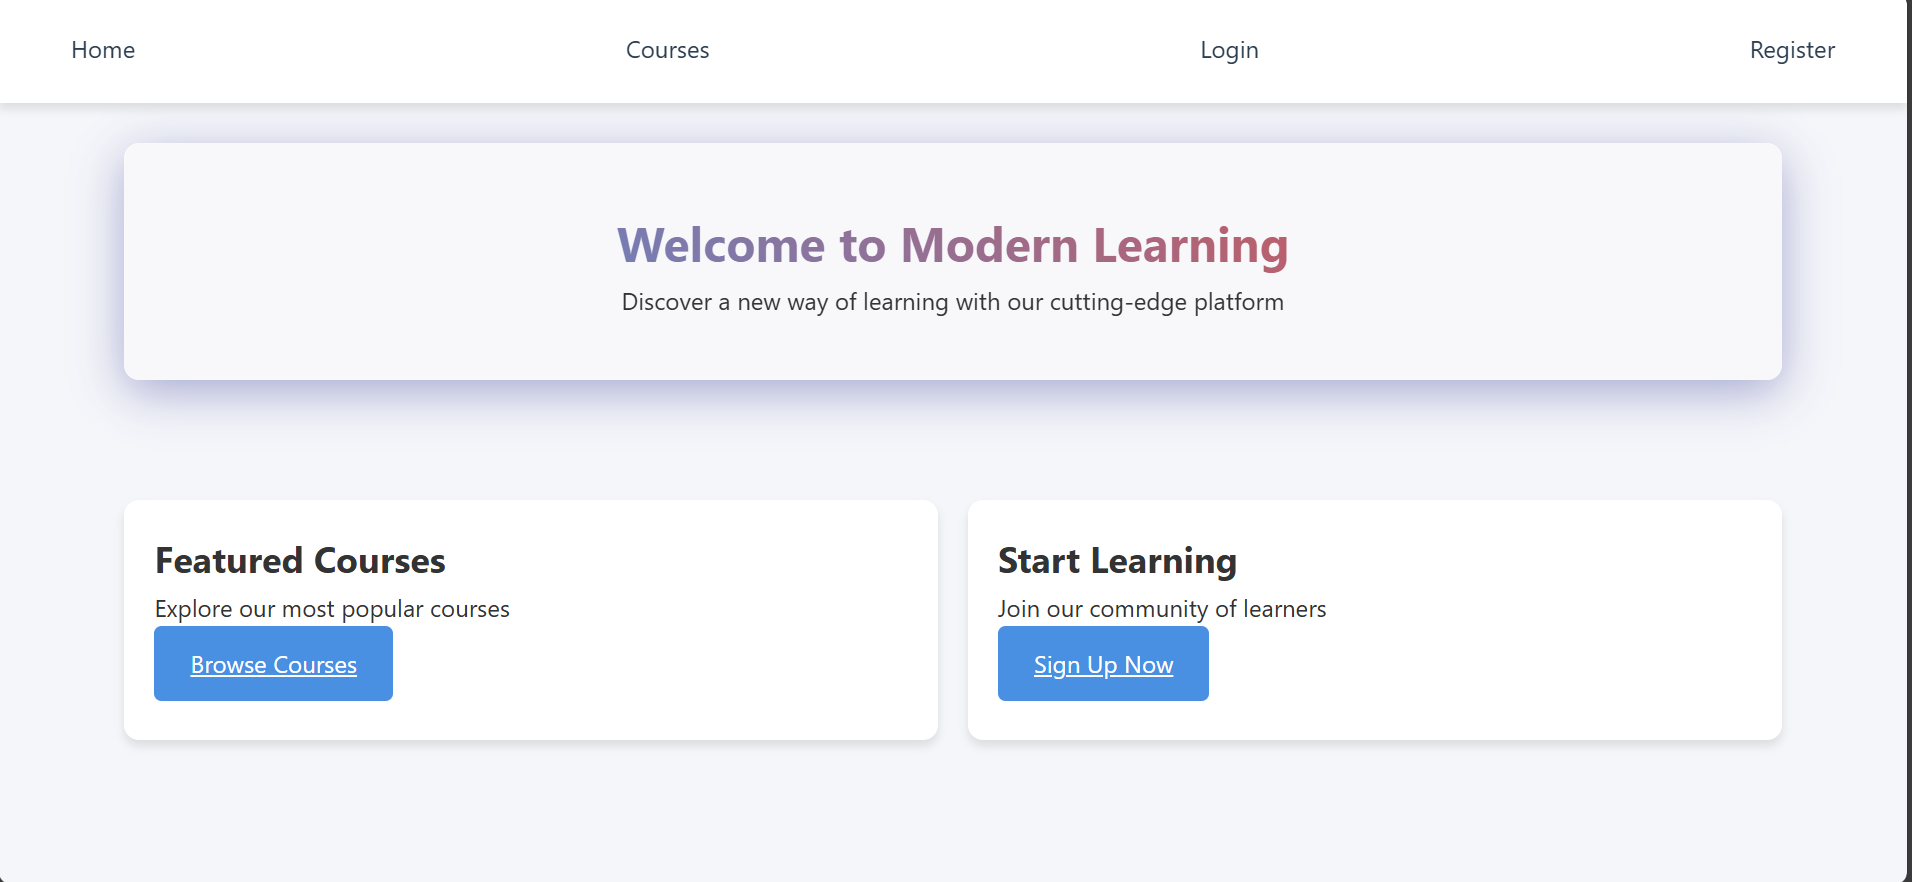 Home Courses Login Register
Welcome to Modern Learning
Discover a new way of learning with our cutting-edge platform
Featured Courses
Explore our most popular courses
Browse Courses
Start Learning
Join our community of learners
Sign Up Now